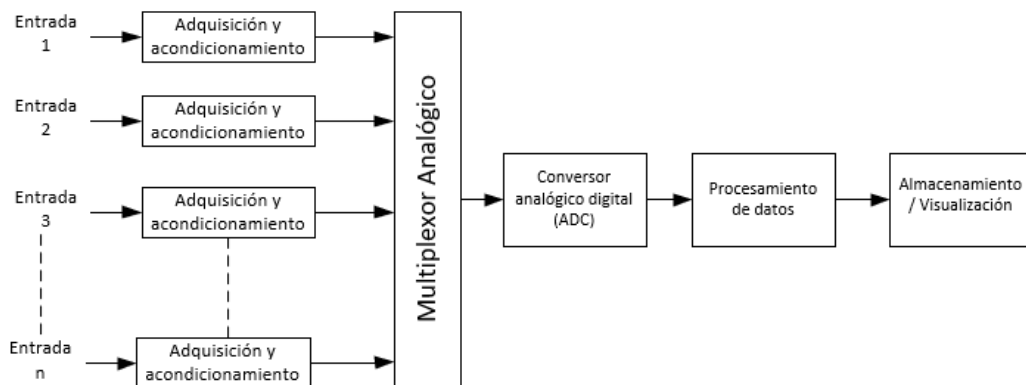 Entrada
1
Adquisición y
acondicionamiento
Entrada
2
Adquisición y
acondicionamiento
Entrada
3
Adquisición y
acondicionamiento
Entrada
n
Adquisición y
acondicionamiento
Multiplexor Analógico
Conversor
analógico digital
(ADC)
Procesamiento
de datos
Almacenamiento
/ Visualización